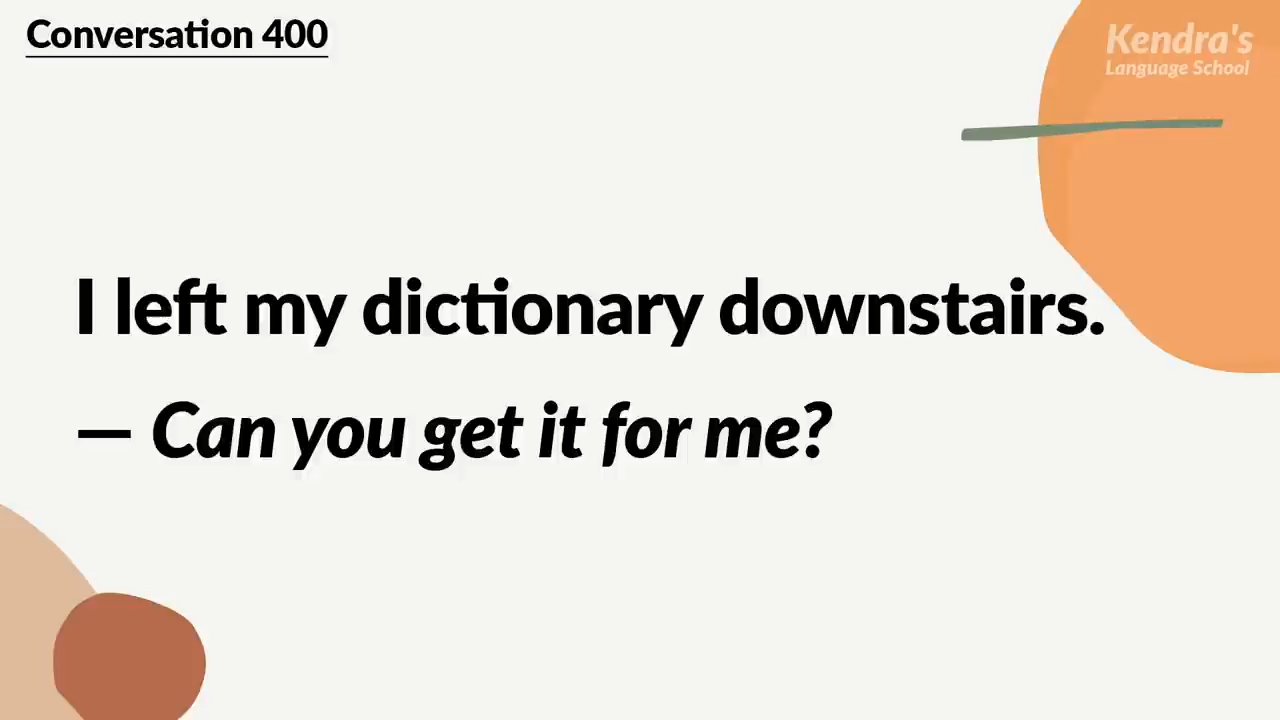 Conversation 400
Kendra's
Language School
I left my dictionary downstairs.
— Can you get it for me?